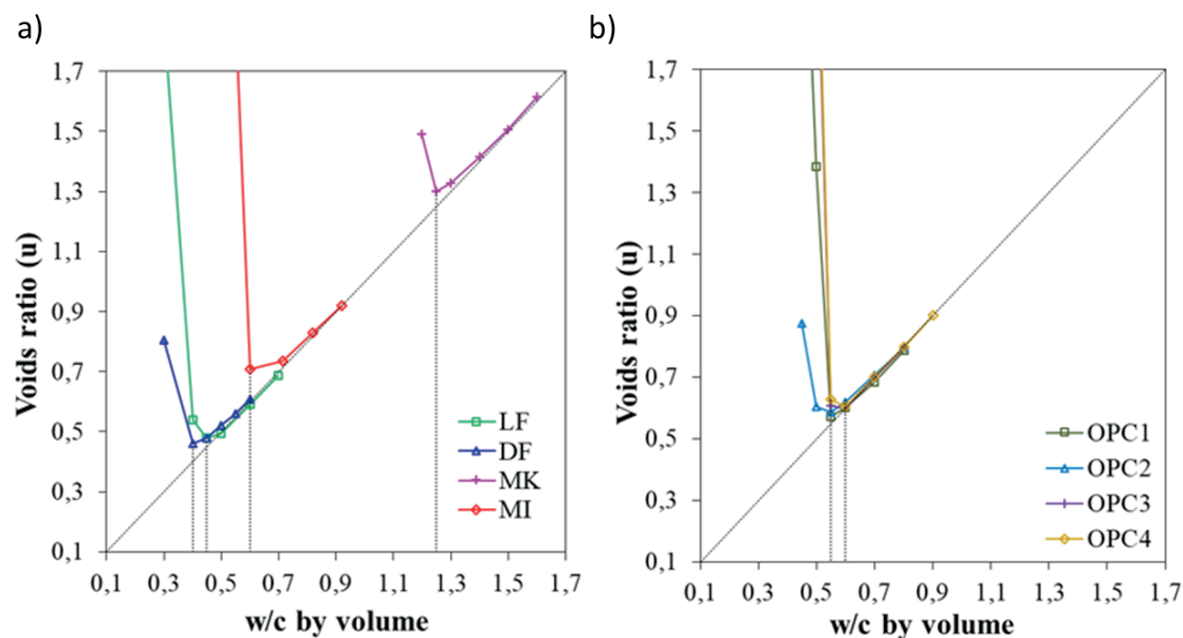 a)
1,7
1,5
1,3
1,1
0,9
0,7
0,5
0,3
0,1
Voids ratio (u)
LF
DF
MK
MI
0,1 0,3 0,5 0,7 0,9 1,1 1,3 1,5 1,7
w/c by volume
b)
1,7
1,5
1,3
1,1
0,9
0,7
0,5
0,3
0,1
Voids ratio (u)
OPC1
OPC2
OPC3
OPC4
0,1 0,3 0,5 0,7 0,9 1,1 1,3 1,5 1,7
w/c by volume